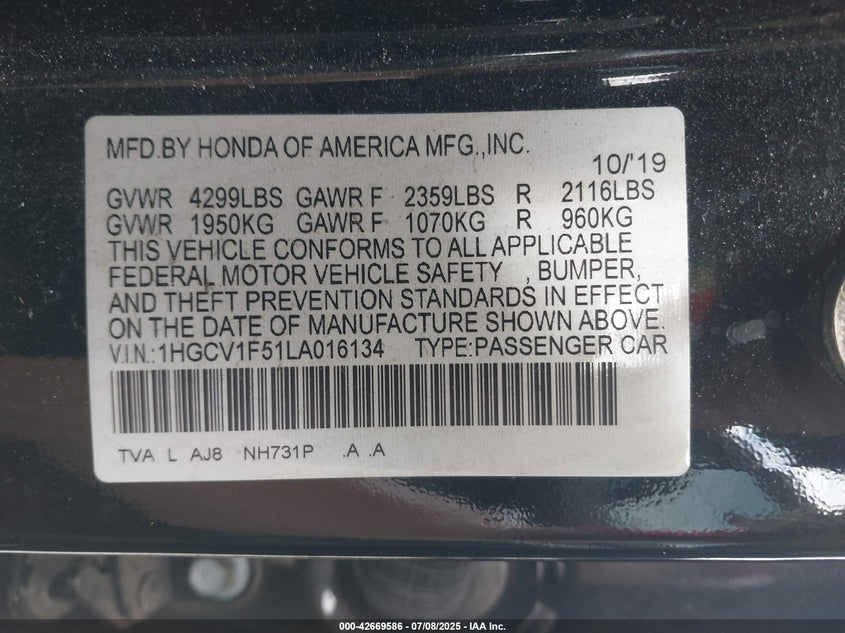 MFD.BY HONDA OF AMERICA MFG.,INC.
10/'19
GVWR 4299LBS GAWR F 2359LBS R 2116LBS
GVWR 1950KG GAWR F 1070KG R 960KG
THIS VEHICLE CONFORMS TO ALL APPLICABLE
FEDERAL MOTOR VEHICLE SAFETY , BUMPER,
AND THEFT PREVENTION STANDARDS IN EFFECT
ON THE DATE OF MANUFACTURE SHOWN ABOVE.
V.I.N.:1HGCV1F51LA016134 TYPE:PASSENGER CAR
TVA L AJ8 NH731P .A .A
000-42669586 - 07/08/2025 - IAA Inc.